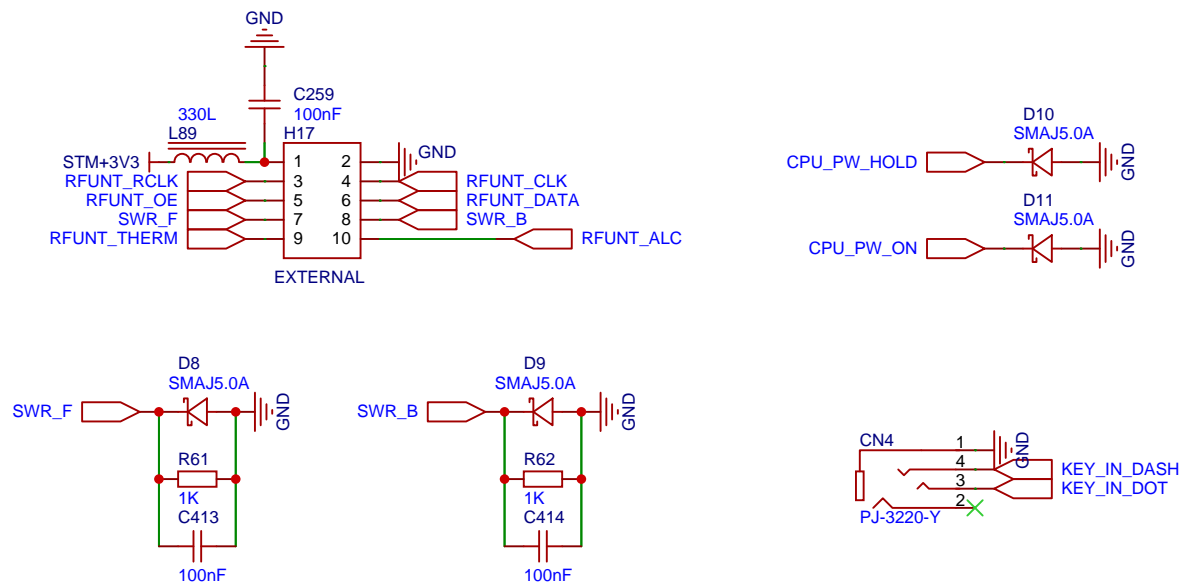 GND
C259
100nF
330L
L89
H17
STM+3V3
1
2
GND
RFUNT_RCLK
3
4
RFUNT_CLK
RFUNT_OE
5
6
RFUNT_DATA
SWR_F
7
8
SWR_B
RFUNT_THERM
9
10
RFUNT_ALC
EXTERNAL
D10
SMAJ5.0A
CPU_PW_HOLD
GND
D11
SMAJ5.0A
CPU_PW_ON
GND
D8
SMAJ5.0A
SWR_F
GND
R61
1K
C413
100nF
D9
SMAJ5.0A
SWR_B
GND
R62
1K
C414
100nF
CN4
1
GND
4
KEY_IN_DASH
3
KEY_IN_DOT
2
PJ-3220-Y